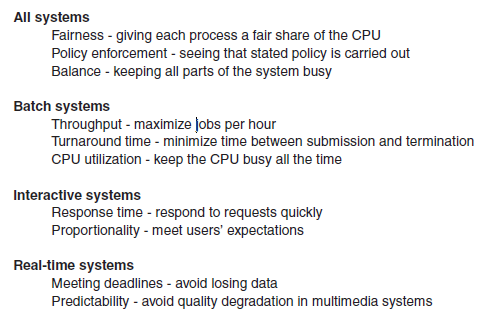 All systems
Fairness - giving each process a fair share of the CPU
Policy enforcement - seeing that stated policy is carried out
Balance - keeping all parts of the system busy
Batch systems
Throughput - maximize jobs per hour
Turnaround time - minimize time between submission and termination
CPU utilization - keep the CPU busy all the time
Interactive systems
Response time - respond to requests quickly
Proportionality - meet users’ expectations
Real-time systems
Meeting deadlines - avoid losing data
Predictability - avoid quality degradation in multimedia systems